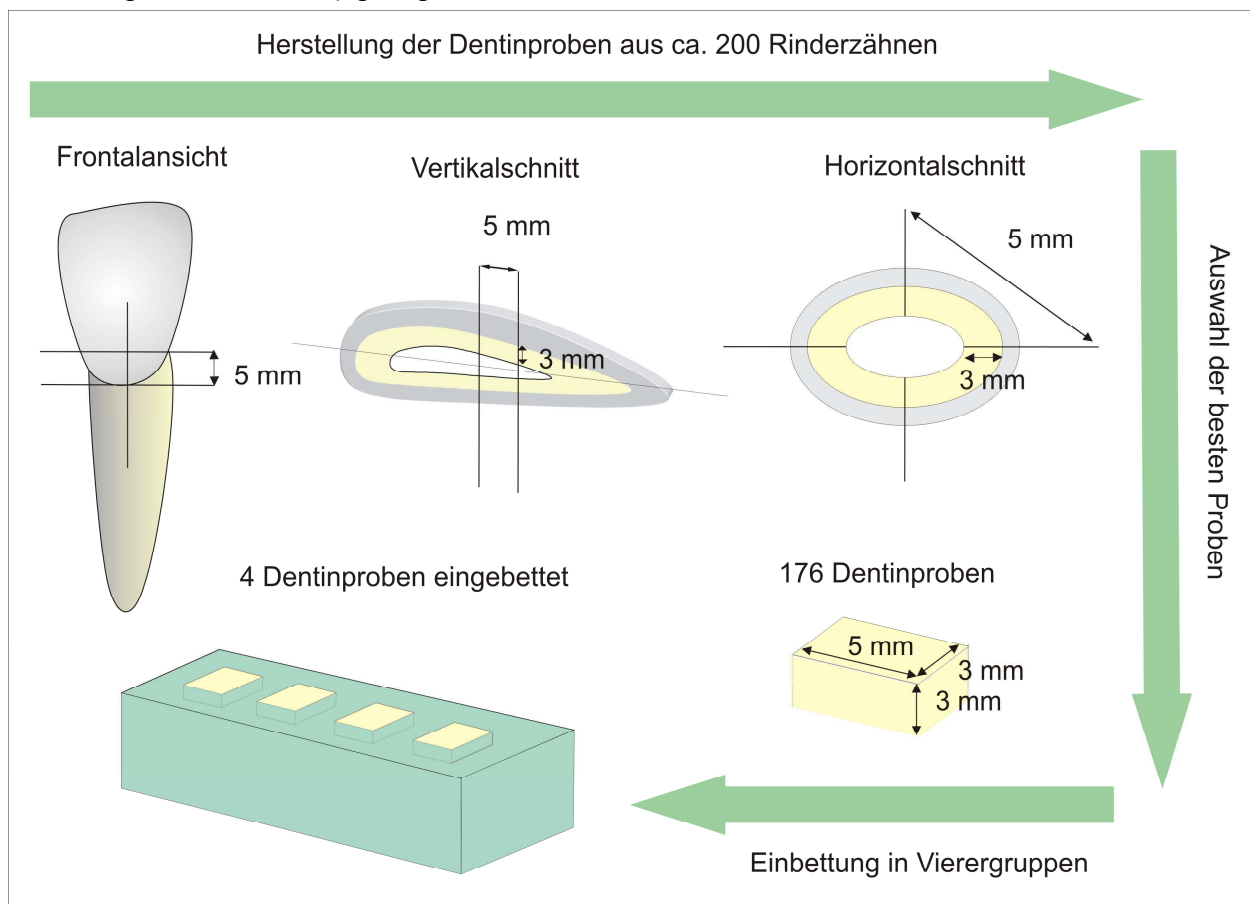 Herstellung der Dentinproben aus ca. 200 Rinderzähnen
Frontalansicht
Vertikalschnitt
Horizontalschnitt
5 mm
5 mm
3 mm
5 mm
3 mm
Auswahl der besten Proben
4 Dentinproben eingebettet
176 Dentinproben
5 mm
3 mm
3 mm
Einbettung in Vierergruppen